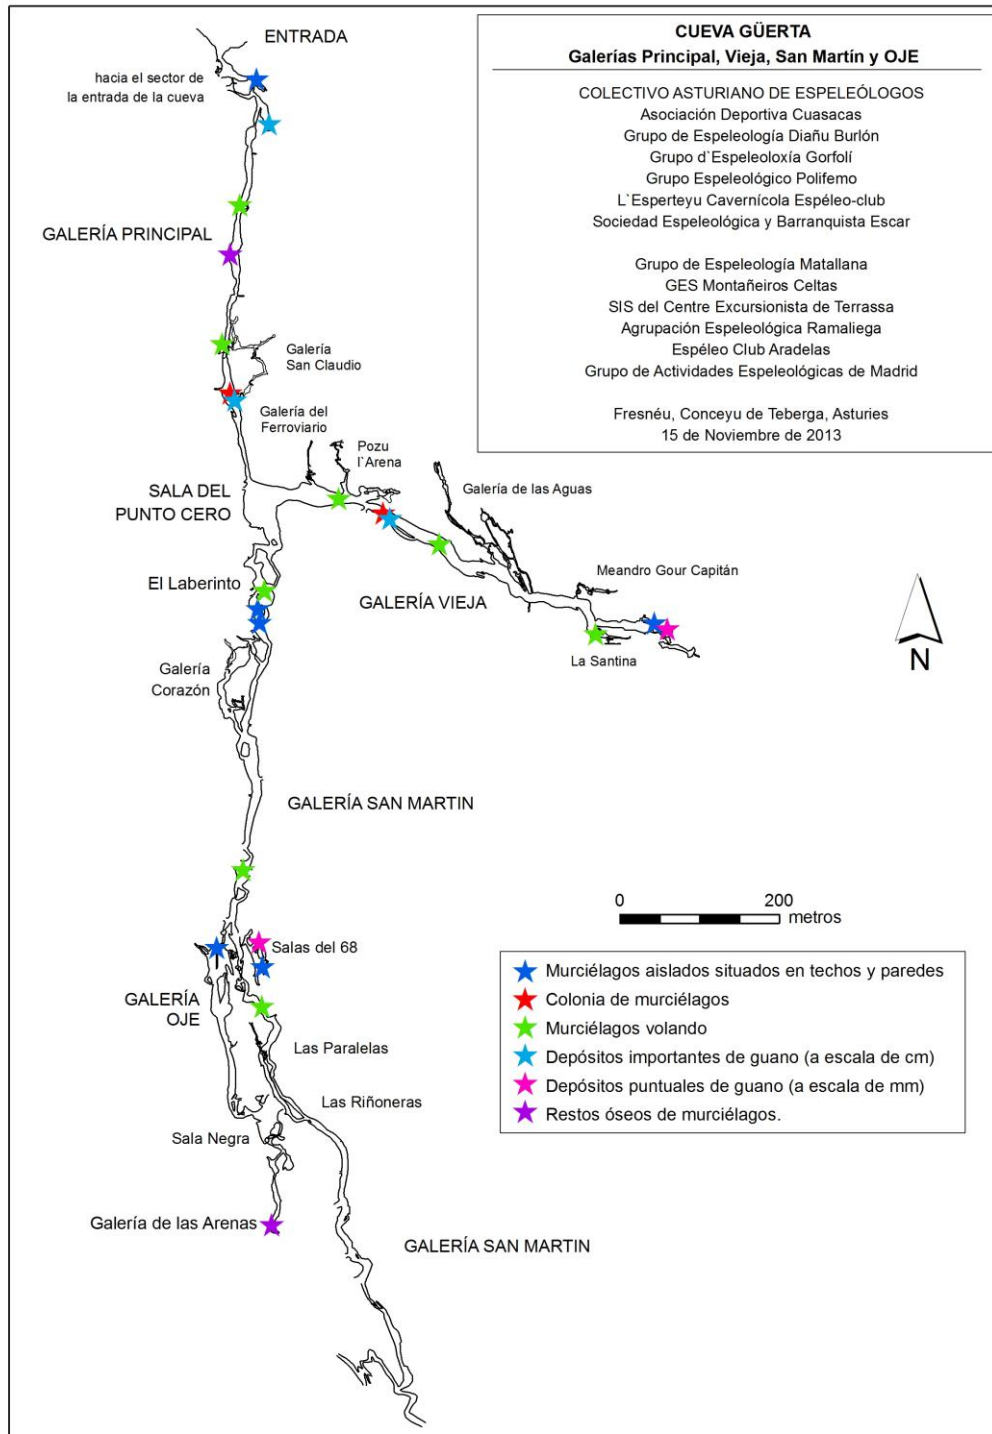 CUEVA GÜERTA
Galerías Principal, Vieja, San Martín y OJE
COLECTIVO ASTURIANO DE ESPELEÓLOGOS
Asociación Deportiva Cuasacas
Grupo de Espeleología Diañu Burlón
Grupo d`Espeleoloxía Gorfolí
Grupo Espeleológico Polifemo
L`Esperteyu Cavernícola Espéleo-club
Sociedad Espeleológica y Barranquista Escar
Grupo de Espeleología Matallana
GES Montañeiros Celtas
SIS del Centre Excursionista de Terrassa
Agrupación Espeleológica Ramaliega
Espéleo Club Aradelas
Grupo de Actividades Espeleológicas de Madrid
Fresnéu, Conceyu de Teberga, Asturies
15 de Noviembre de 2013
ENTRADA
hacia el sector de
la entrada de la cueva
GALERÍA PRINCIPAL
Galería
San Claudio
Galería del
Ferroviario
Pozu
l`Arena
Galería de las Aguas
SALA DEL
PUNTO CERO
El Laberinto
GALERÍA VIEJA
Meandro Gour Capitán
La Santina
N
Galería
Corazón
GALERÍA SAN MARTIN
0 200
metros
Salas del 68
GALERÍA
OJE
Las Paralelas
Las Riñoneras
Sala Negra
Galería de las Arenas
GALERÍA SAN MARTIN
Murciélagos aislados situados en techos y paredes
Colonia de murciélagos
Murciélagos volando
Depósitos importantes de guano (a escala de cm)
Depósitos puntuales de guano (a escala de mm)
Restos óseos de murciélagos.